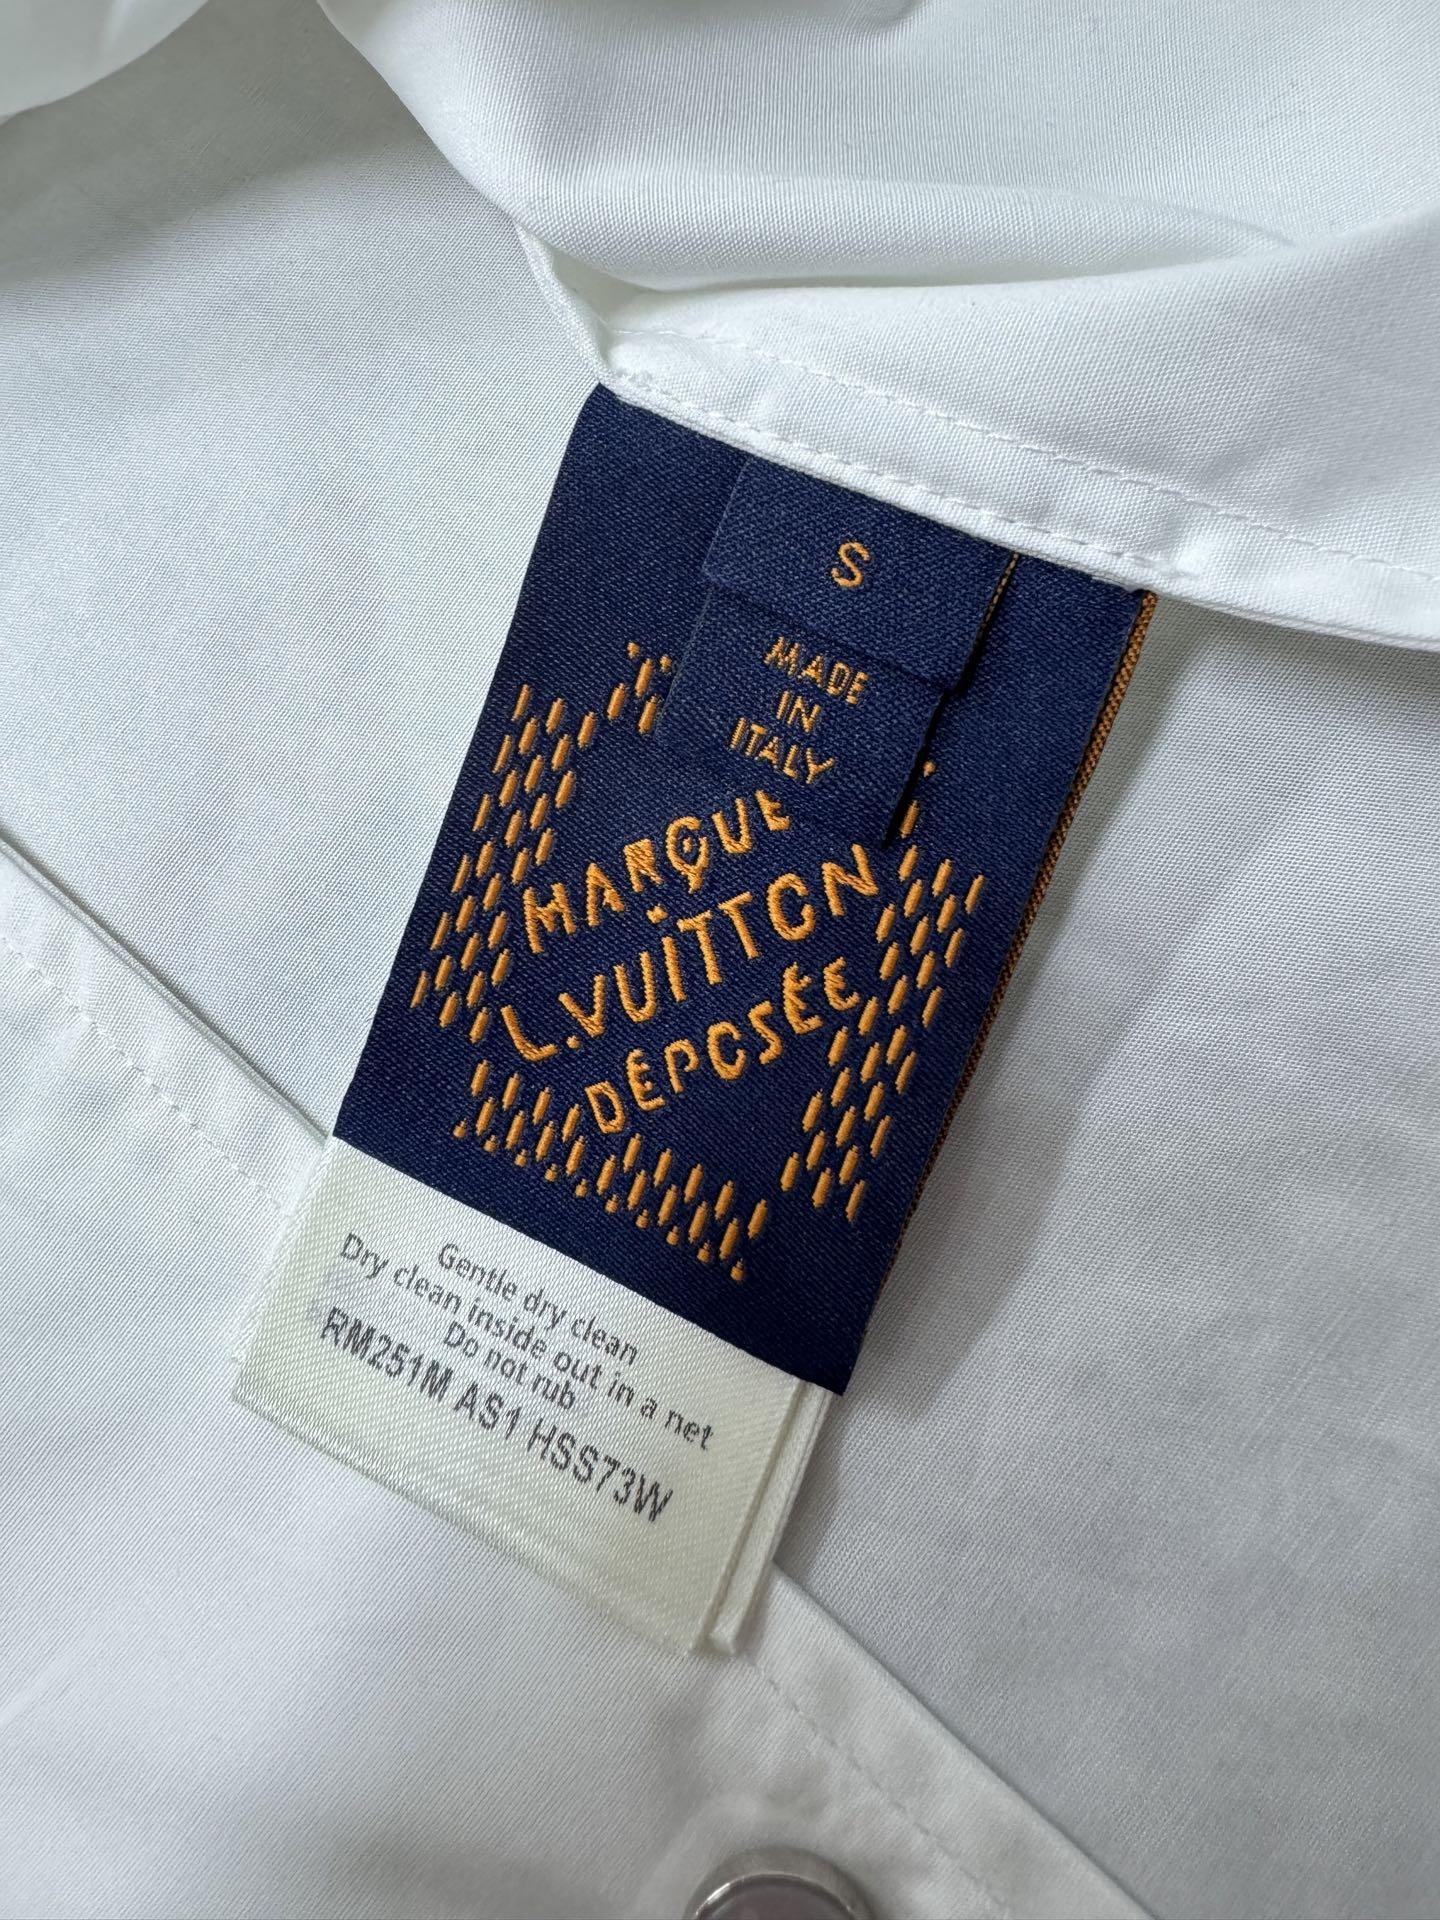 S
MADE
IN
ITALY
MARQUE
L.VUITTON
DÉPOSÉE
Gentle dry clean
Dry clean inside out in a net
Do not rub
RM251M AS1 HSS73W